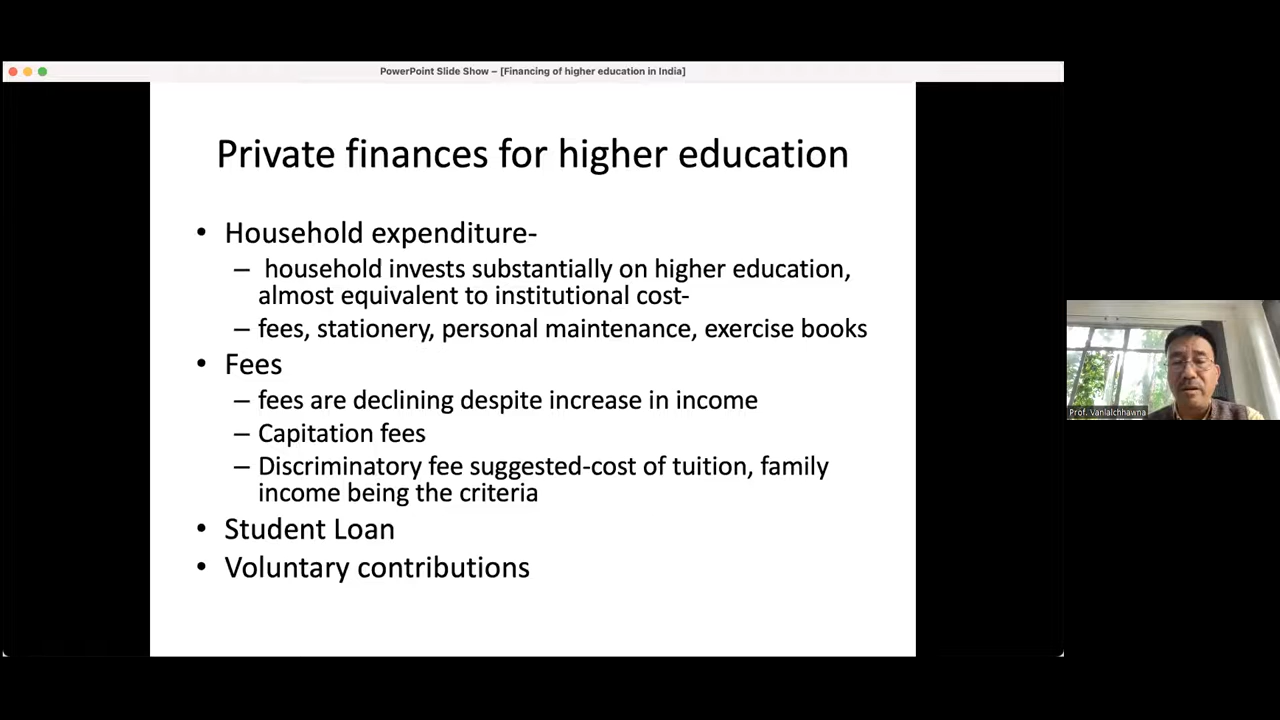 PowerPoint Slide Show – [Financing of higher education in India]
Private finances for higher education
• Household expenditure-
– household invests substantially on higher education,
almost equivalent to institutional cost-
– fees, stationery, personal maintenance, exercise books
• Fees
– fees are declining despite increase in income
– Capitation fees
– Discriminatory fee suggested-cost of tuition, family
income being the criteria
• Student Loan
• Voluntary contributions
Prof. Vanlalchhawna